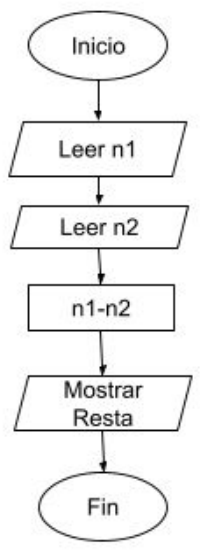 Inicio
Leer n1
Leer n2
n1-n2
Mostrar
Resta
Fin